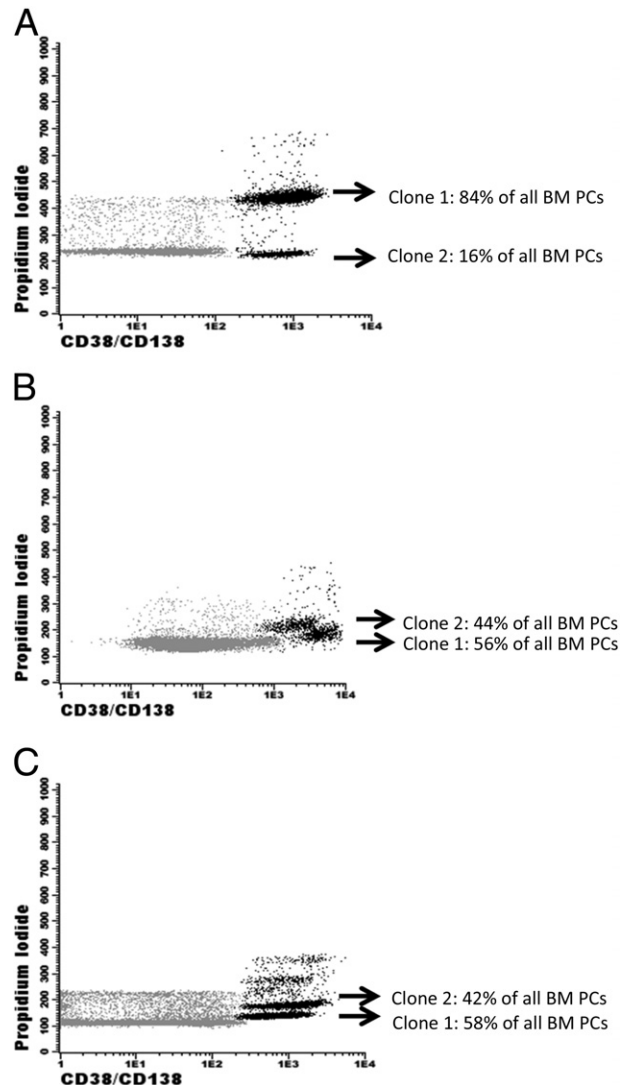 A
1000
900
800
700
600
500
400
300
200
100
0
Propidium Iodide
1
1E1
1E2
1E3
1E4
CD38/CD138
Clone 1: 84% of all BM PCs
Clone 2: 16% of all BM PCs
B
1000
900
800
700
600
500
400
300
200
100
0
Propidium Iodide
1
1E1
1E2
1E3
1E4
CD38/CD138
Clone 2: 44% of all BM PCs
Clone 1: 56% of all BM PCs
C
1000
900
800
700
600
500
400
300
200
100
0
Propidium Iodide
1
1E1
1E2
1E3
1E4
CD38/CD138
Clone 2: 42% of all BM PCs
Clone 1: 58% of all BM PCs